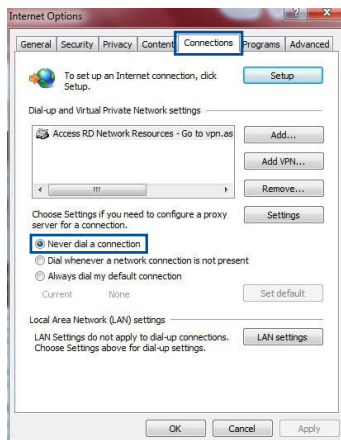 Internet Options
General Security Privacy Content Connections Programs Advanced
To set up an Internet connection, click
Setup.
Setup
Dial-up and Virtual Private Network settings
Access RD Network Resources - Go to vpn.as
Add...
Add VPN...
Remove...
Choose Settings if you need to configure a proxy
server for a connection.
Settings
Never dial a connection
Dial whenever a network connection is not present
Always dial my default connection
Current None
Set default
Local Area Network (LAN) settings
LAN Settings do not apply to dial-up connections.
Choose Settings above for dial-up settings.
LAN settings
OK Cancel Apply